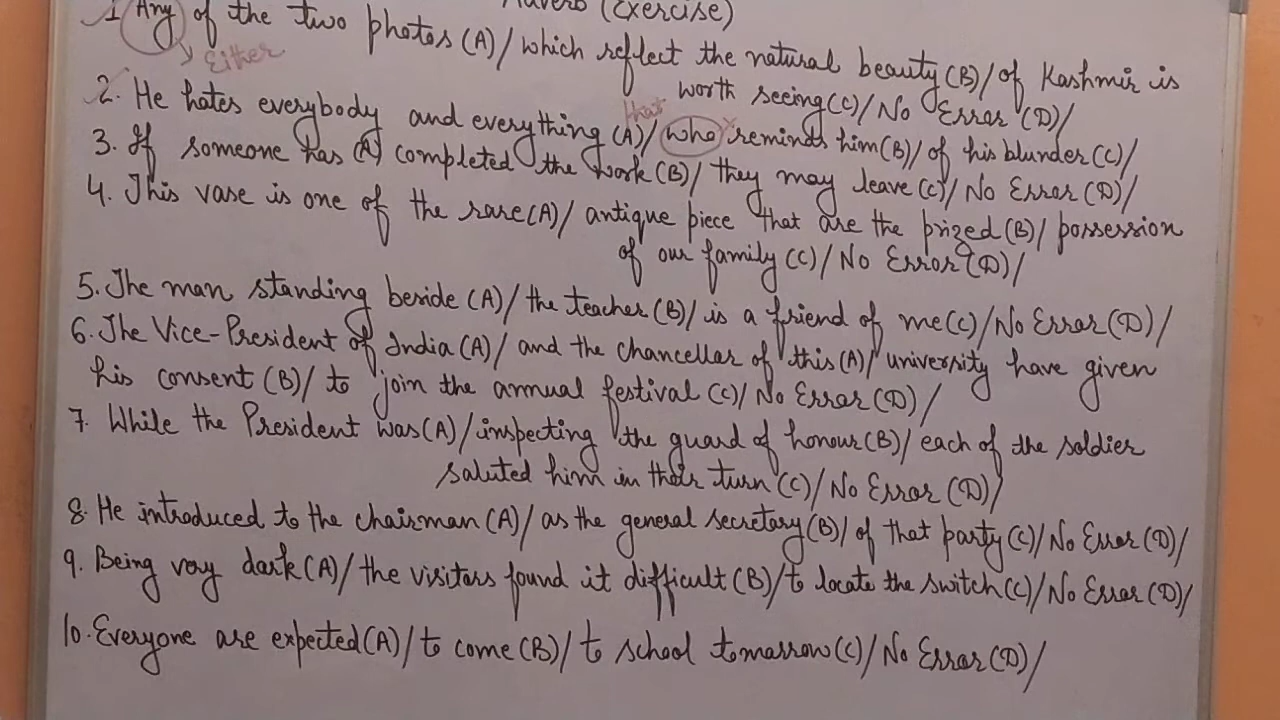 Adverb (Exercise)
1 Any of the two photos (A)/ which reflect the natural beauty (B)/ of Kashmir is
Either
worth seeing (C)/ No Error (D)/
2. He hates everybody and everything (A)/ who reminds him (B)/ of his blunder (C)/
that
3. If someone has (A) completed the work (B)/ they may leave (C)/ No Error (D)/
4. This vase is one of the rare (A)/ antique piece that are the prized (B)/ possession
of our family (C)/ No Error (D)/
5. The man standing beside (A)/ the teacher (B)/ is a friend of me (C)/ No Error (D)/
6. The Vice-President of India (A)/ and the chancellor of this (A)/ university have given
his consent (B)/ to join the annual festival (C)/ No Error (D)/
7. While the President was (A)/ inspecting the guard of honour (B)/ each of the soldier
saluted him in their turn (C)/ No Error (D)/
8. He introduced to the chairman (A)/ as the general secretary (B)/ of that party (C)/ No Error (D)/
9. Being very dark (A)/ the visitors found it difficult (B)/ to locate the switch (C)/ No Error (D)/
10. Everyone are expected (A)/ to come (B)/ to school tomorrow (C)/ No Error (D)/